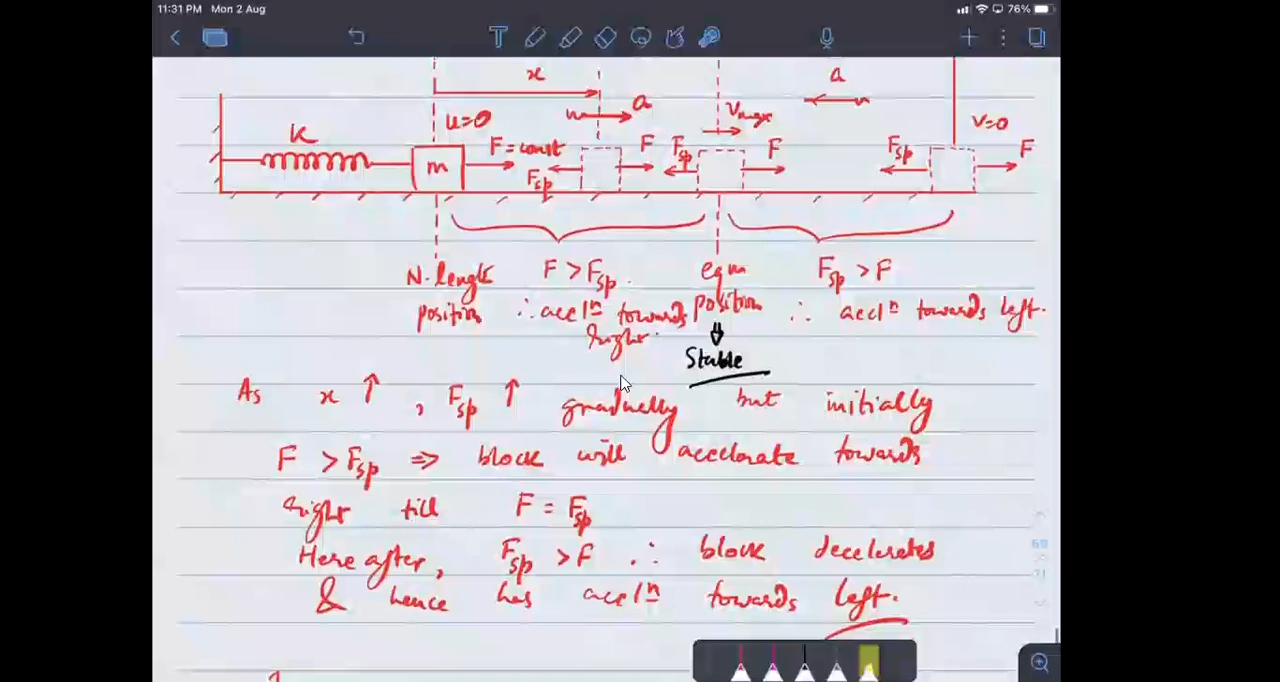 11:31 PM Mon 2 Aug
76%
T
x
a
a
u=0
Vmax
v=0
K
F = const
F
Fsp
F
Fsp
F
m
Fsp
N. length
F > Fsp.
eqm
Fsp > F
position
∴ accl^n towards
position
∴ accl^n towards left.
right.
⇓
Stable
As x ↑ , Fsp ↑ gradually but initially
F > Fsp ⇒ block will accelerate towards
right till F = Fsp
Here after, Fsp > F ∴ block decelerates
& hence has accl^n towards left.